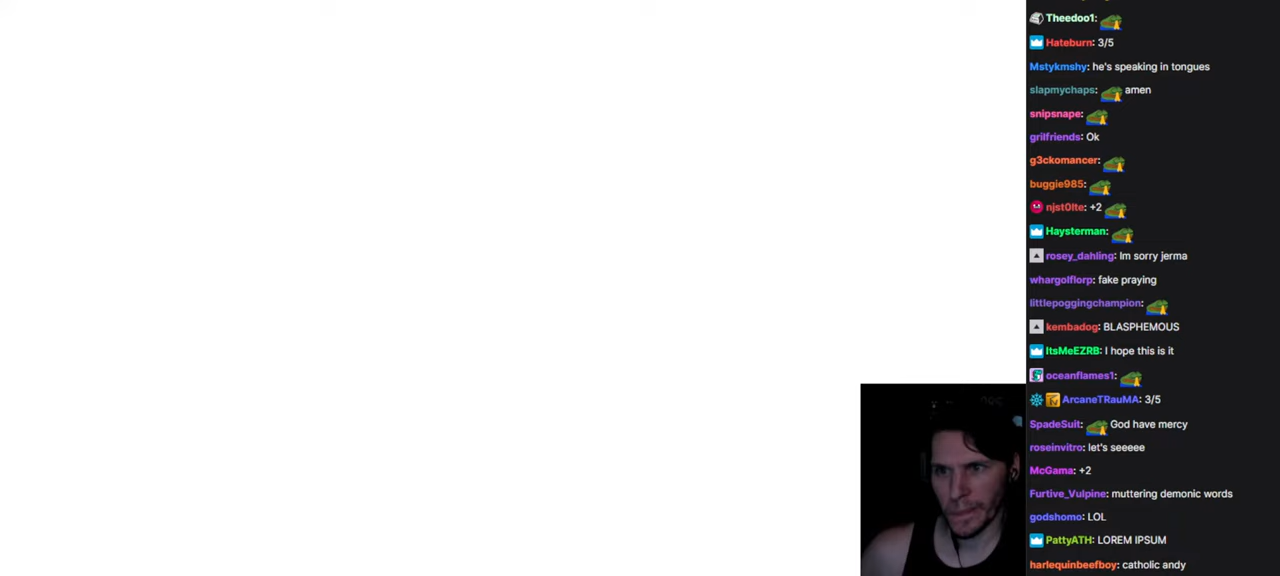 Theedoo1:
Hateburn: 3/5
Mstykmshy: he's speaking in tongues
slapmychaps: amen
snipsnape:
grilfriends: Ok
g3ckomancer:
buggie985:
njst0lte: +2
Haysterman:
rosey_dahling: Im sorry jerma
whargolflorp: fake praying
littlepoggingchampion:
kembadog: BLASPHEMOUS
ItsMeEZRB: I hope this is it
oceanflames1:
ArcaneTRauMA: 3/5
SpadeSuit: God have mercy
roseinvitro: let's seeeee
McGama: +2
Furtive_Vulpine: muttering demonic words
godshomo: LOL
PattyATH: LOREM IPSUM
harlequinbeefboy: catholic andy